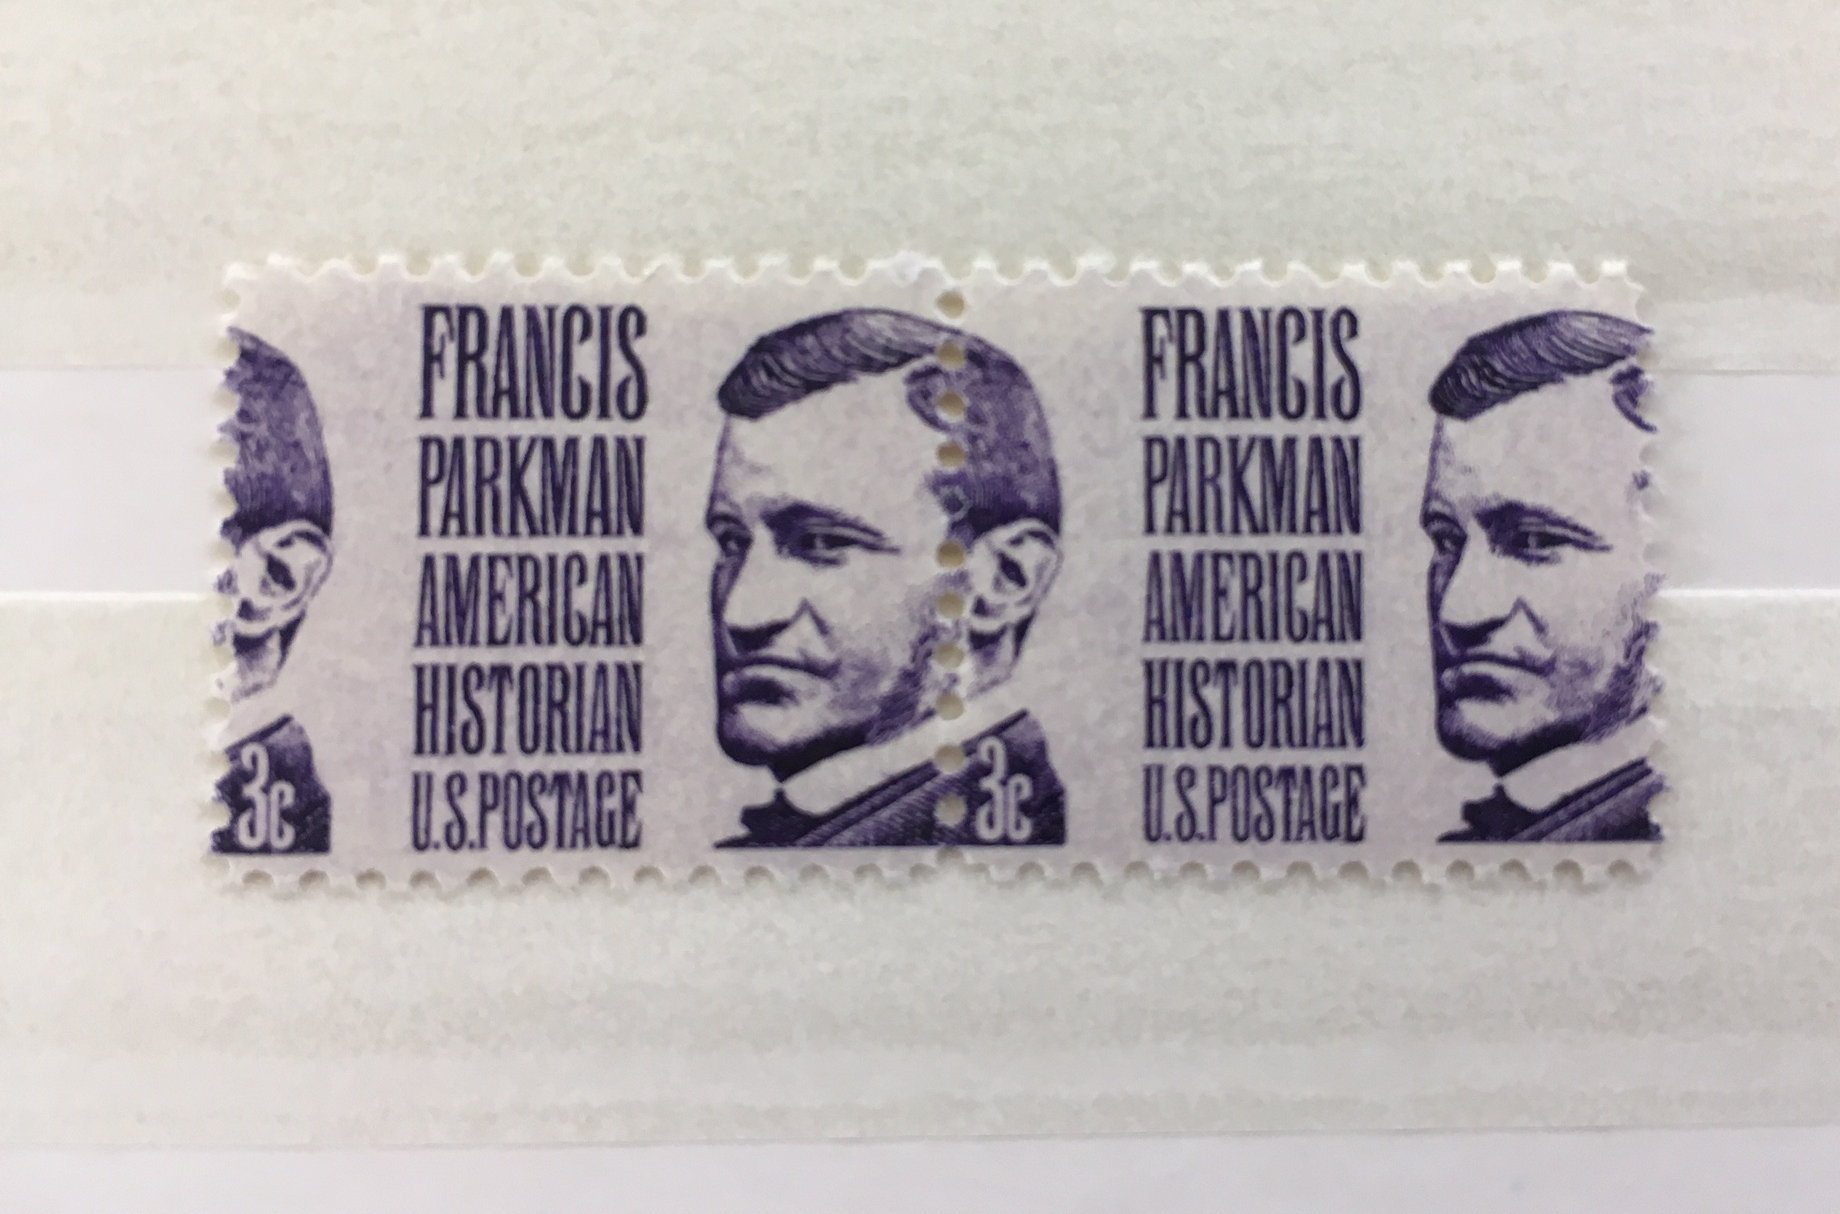 FRANCIS
PARKMAN
AMERICAN
HISTORIAN
U.S.POSTAGE
3c
FRANCIS
PARKMAN
AMERICAN
HISTORIAN
U.S.POSTAGE
3c